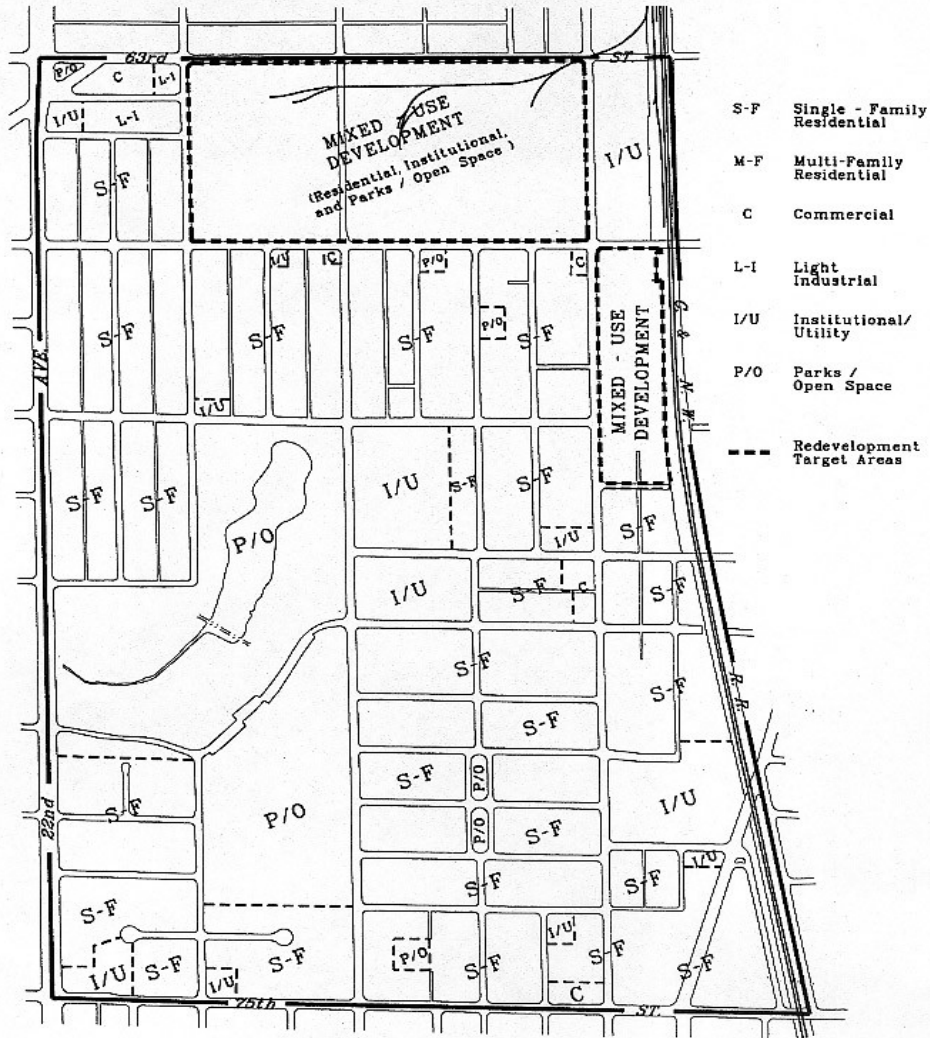 63rd
ST.
P/O
C
L-I
I/U
L-I
MIXED - USE
DEVELOPMENT
(Residential, Institutional,
and Parks / Open Space )
I/U
S-F
I/U
C
P/O
C
S-F
S-F
S-F
P/O
S-F
MIXED - USE
DEVELOPMENT
C. & N. W.
R. R.
AVE.
22nd
I/U
S-F
S-F
P/O
I/U
S-F
S-F
I/U
S-F
I/U
S-F
C
S-F
S-F
S-F
S-F
S-F
P/O
S-F
P/O
P/O
S-F
I/U
S-F
S-F
I/U
S-F
S-F
I/U
S-F
I/U
S-F
P/O
S-F
I/U
S-F
C
S-F
75th
ST.
S-F Single - Family
Residential
M-F Multi-Family
Residential
C Commercial
L-I Light
Industrial
I/U Institutional/
Utility
P/O Parks /
Open Space
Redevelopment
Target Areas